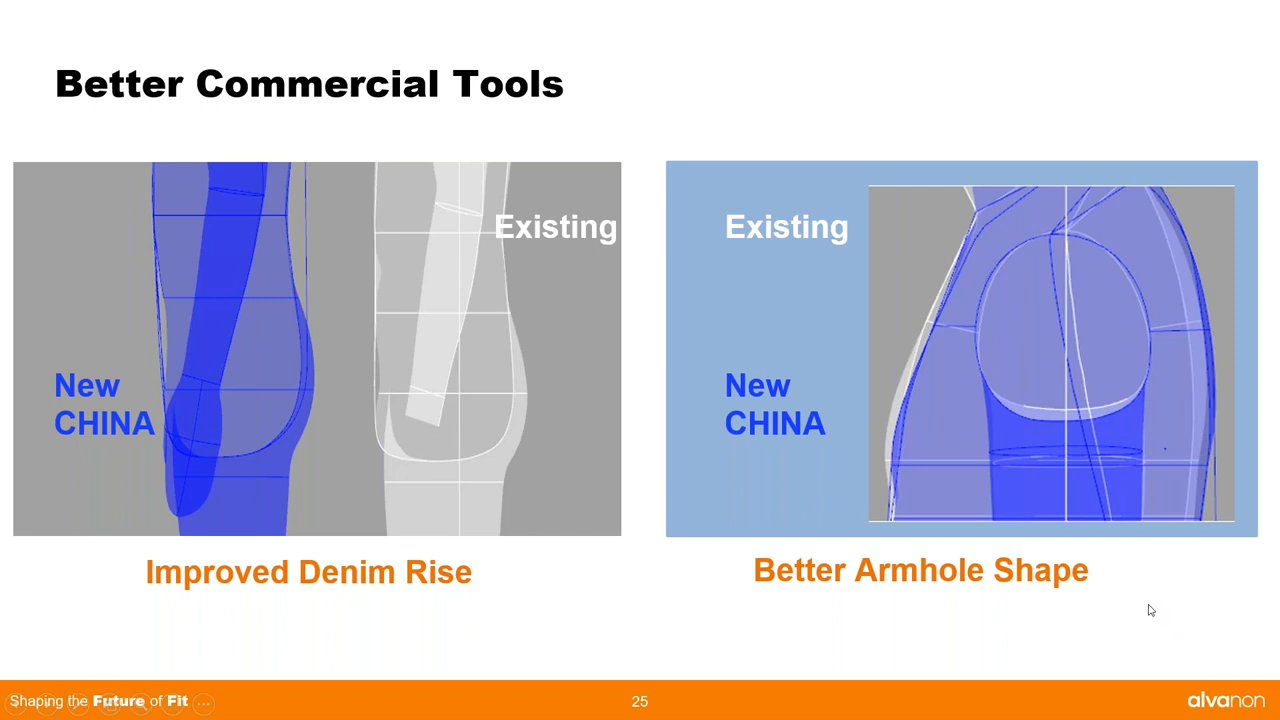 Better Commercial Tools
Existing
New
CHINA
Improved Denim Rise
Existing
New
CHINA
Better Armhole Shape
Shaping the Future of Fit
25
alvanon